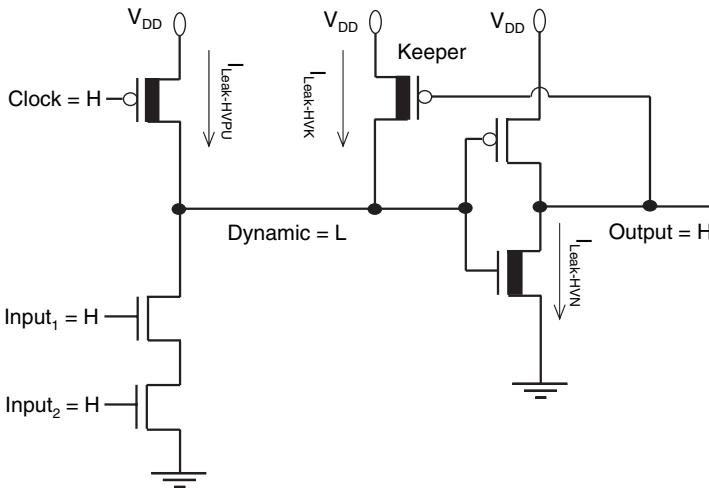 V_DD
V_DD
V_DD
Keeper
Clock = H
I_Leak-HVPU
I_Leak-HVK
Dynamic = L
Output = H
I_Leak-HVN
Input_1 = H
Input_2 = H